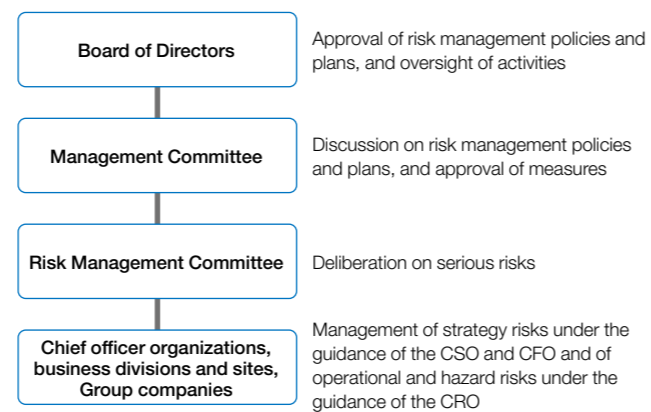 Board of Directors
Approval of risk management policies and
plans, and oversight of activities
Management Committee
Discussion on risk management policies
and plans, and approval of measures
Risk Management Committee
Deliberation on serious risks
Chief officer organizations,
business divisions and sites,
Group companies
Management of strategy risks under the
guidance of the CSO and CFO and of
operational and hazard risks under the
guidance of the CRO